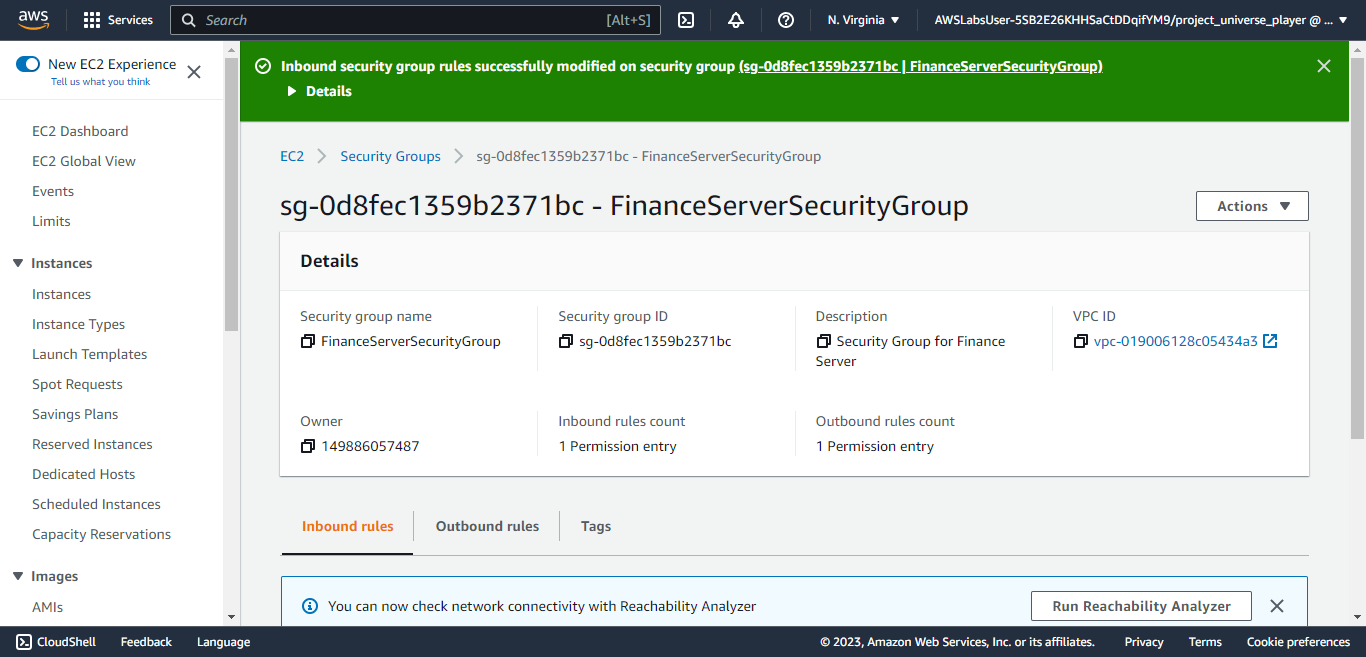 aws
Services
Search
[Alt+S]
N. Virginia
AWSLabsUser-5SB2E26KHHSaCtDDqifYM9/project_universe_player @ ...
New EC2 Experience
Tell us what you think
EC2 Dashboard
EC2 Global View
Events
Limits
Instances
Instances
Instance Types
Launch Templates
Spot Requests
Savings Plans
Reserved Instances
Dedicated Hosts
Scheduled Instances
Capacity Reservations
Images
AMIs
Inbound security group rules successfully modified on security group (sg-0d8fec1359b2371bc | FinanceServerSecurityGroup)
Details
EC2
Security Groups
sg-0d8fec1359b2371bc - FinanceServerSecurityGroup
sg-0d8fec1359b2371bc - FinanceServerSecurityGroup
Actions
Details
Security group name
FinanceServerSecurityGroup
Security group ID
sg-0d8fec1359b2371bc
Description
Security Group for Finance
Server
VPC ID
vpc-019006128c05434a3
Owner
149886057487
Inbound rules count
1 Permission entry
Outbound rules count
1 Permission entry
Inbound rules
Outbound rules
Tags
You can now check network connectivity with Reachability Analyzer
Run Reachability Analyzer
CloudShell
Feedback
Language
© 2023, Amazon Web Services, Inc. or its affiliates.
Privacy
Terms
Cookie preferences